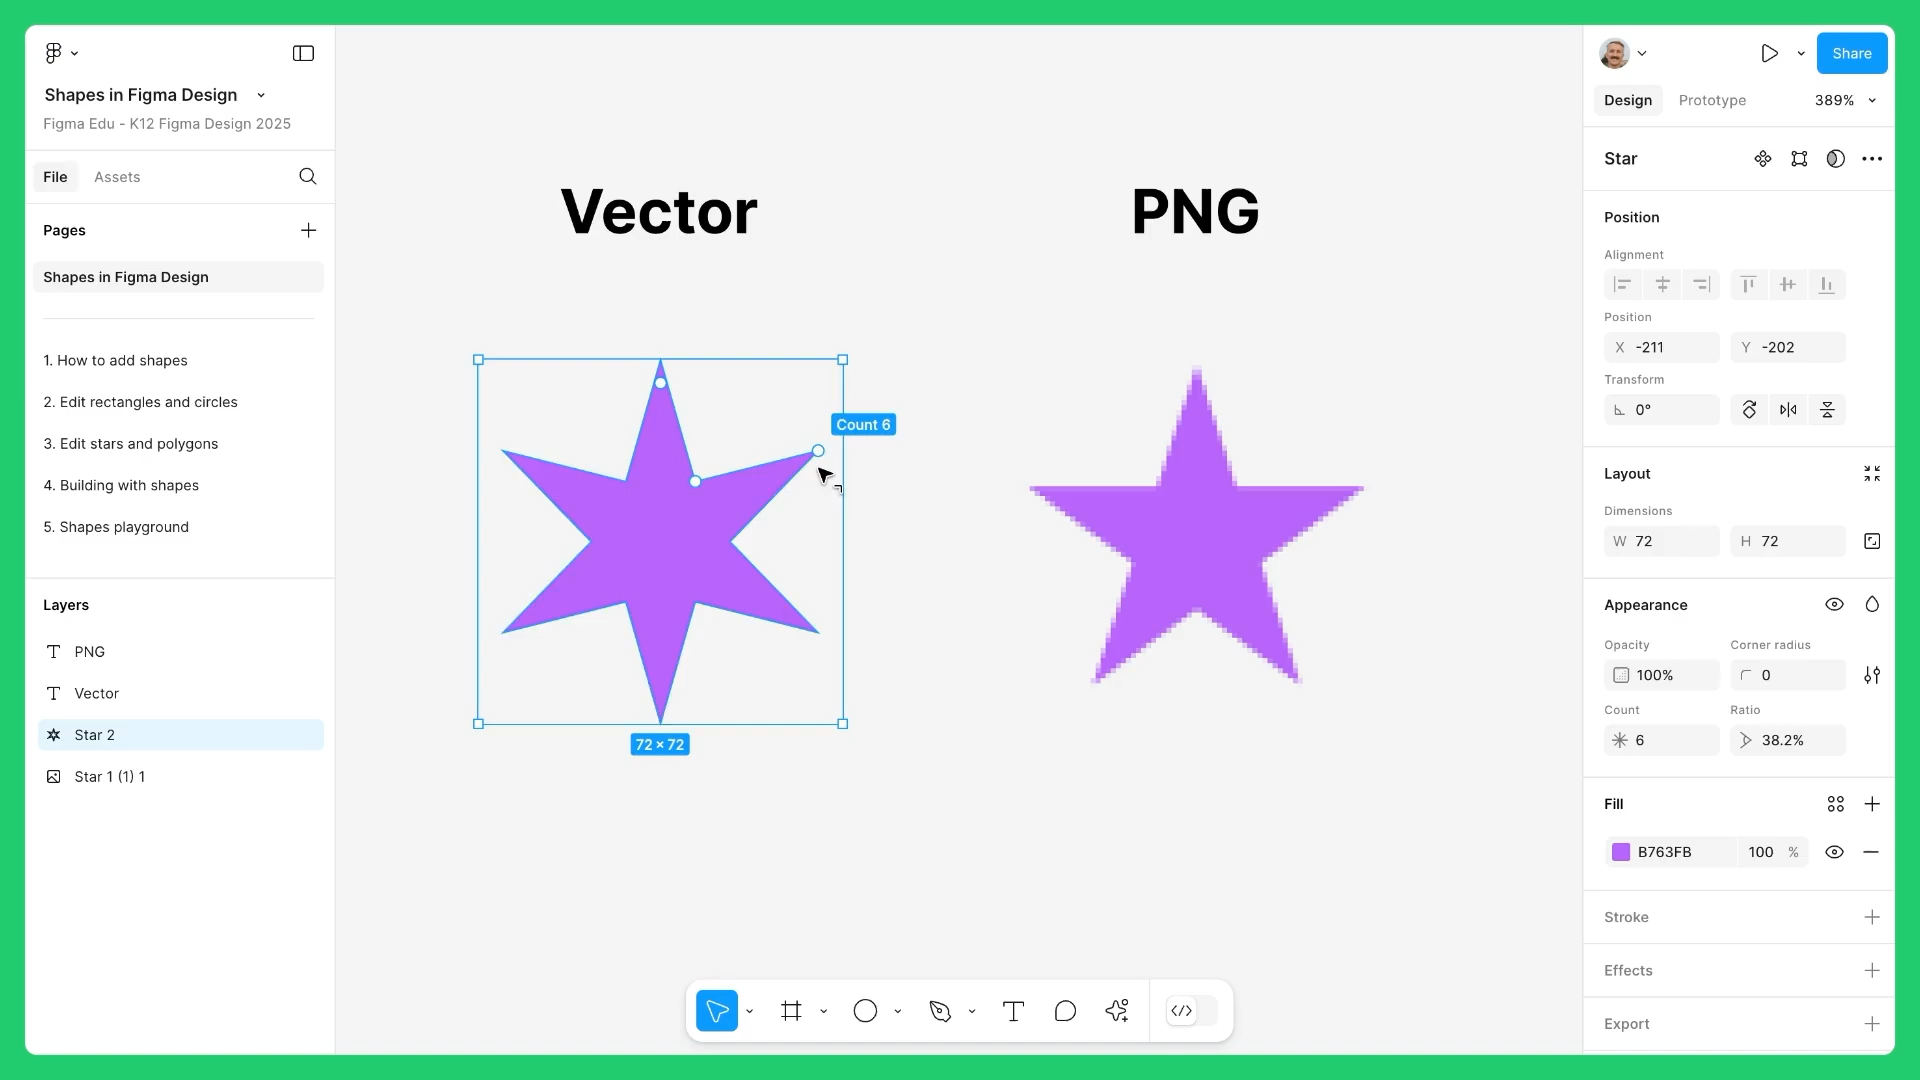 Shapes in Figma Design
Figma Edu - K12 Figma Design 2025
File
Assets
Pages
Shapes in Figma Design
1. How to add shapes
2. Edit rectangles and circles
3. Edit stars and polygons
4. Building with shapes
5. Shapes playground
Layers
PNG
Vector
Star 2
Star 1 (1) 1
Vector
PNG
Count 6
72 × 72
Share
Design
Prototype
389%
Star
Position
Alignment
Position
X -211
Y -202
Transform
0°
Layout
Dimensions
W 72
H 72
Appearance
Opacity
Corner radius
100%
0
Count
Ratio
6
38.2%
Fill
B763FB
100 %
Stroke
Effects
Export